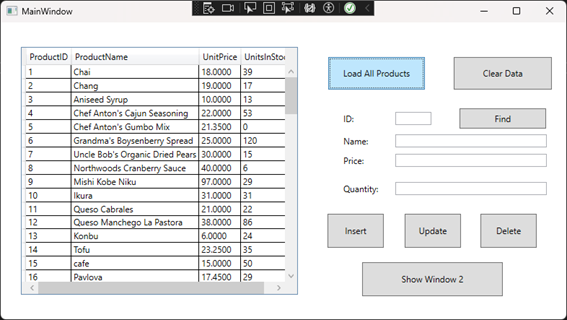 MainWindow
ProductID ProductName UnitPrice UnitsInStoc
1 Chai 18.0000 39
2 Chang 19.0000 17
3 Aniseed Syrup 10.0000 13
4 Chef Anton's Cajun Seasoning 22.0000 53
5 Chef Anton's Gumbo Mix 21.3500 0
6 Grandma's Boysenberry Spread 25.0000 120
7 Uncle Bob's Organic Dried Pears 30.0000 15
8 Northwoods Cranberry Sauce 40.0000 6
9 Mishi Kobe Niku 97.0000 29
10 Ikura 31.0000 31
11 Queso Cabrales 21.0000 22
12 Queso Manchego La Pastora 38.0000 86
13 Konbu 6.0000 24
14 Tofu 23.2500 35
15 cafe 15.0000 50
16 Pavlova 17.4500 29
Load All Products Clear Data
ID: Find
Name:
Price:
Quantity:
Insert Update Delete
Show Window 2